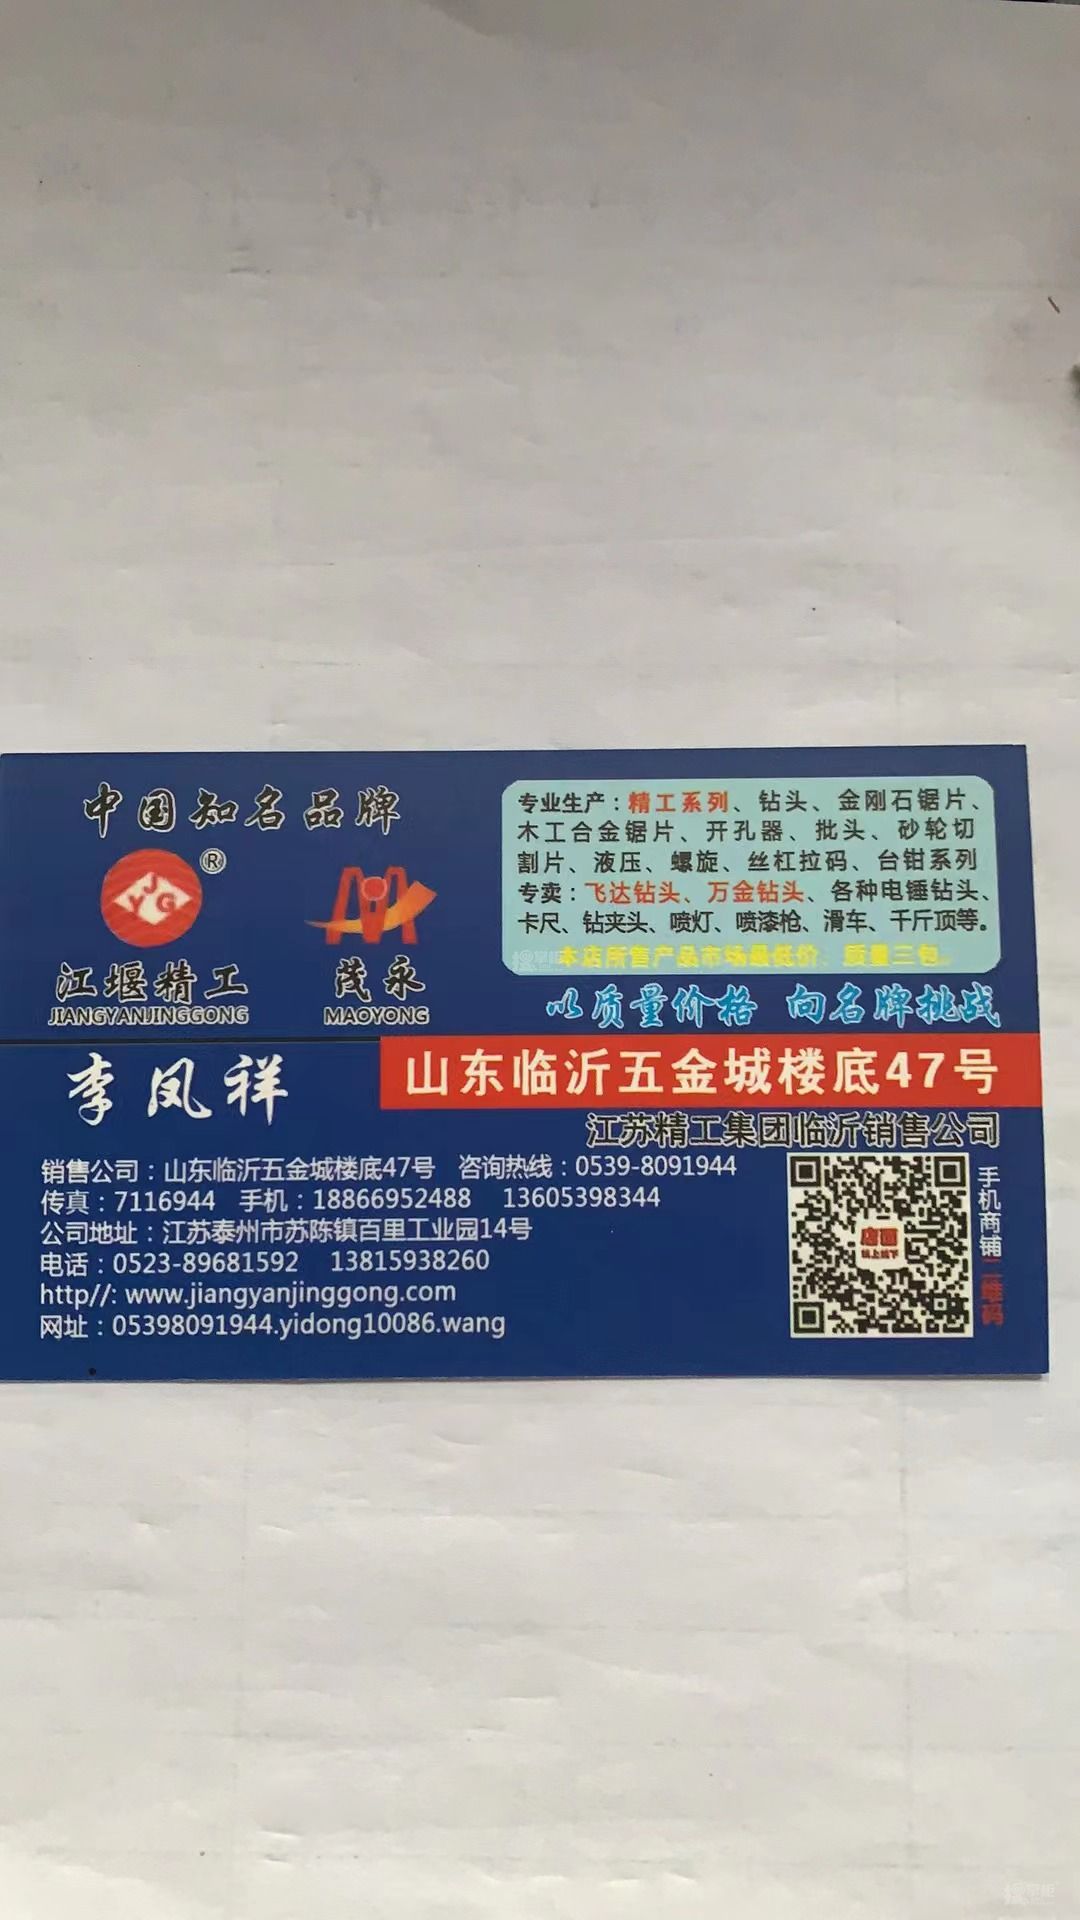 中国知名品牌
JYG
®
江堰精工
JIANGYANJINGGONG
茂永
MAOYONG
专业生产：精工系列、钻头、金刚石锯片、
木工合金锯片、开孔器、批头、砂轮切
割片、液压、螺旋、丝杠拉码、台钳系列
专卖：飞达钻头、万金钻头、各种电锤钻头、
卡尺、钻夹头、喷灯、喷漆枪、滑车、千斤顶等。
本店所售产品市场最低价、质量三包。
以质量价格 向名牌挑战
李凤祥
山东临沂五金城楼底47号
江苏精工集团临沂销售公司
销售公司：山东临沂五金城楼底47号 咨询热线：0539-8091944
传真：7116944 手机：18866952488 13605398344
公司地址：江苏泰州市苏陈镇百里工业园14号
电话：0523-89681592 13815938260
http//: www.jiangyanjinggong.com
网址：05398091944.yidong10086.wang
店面
线上线下
手机商铺二维码